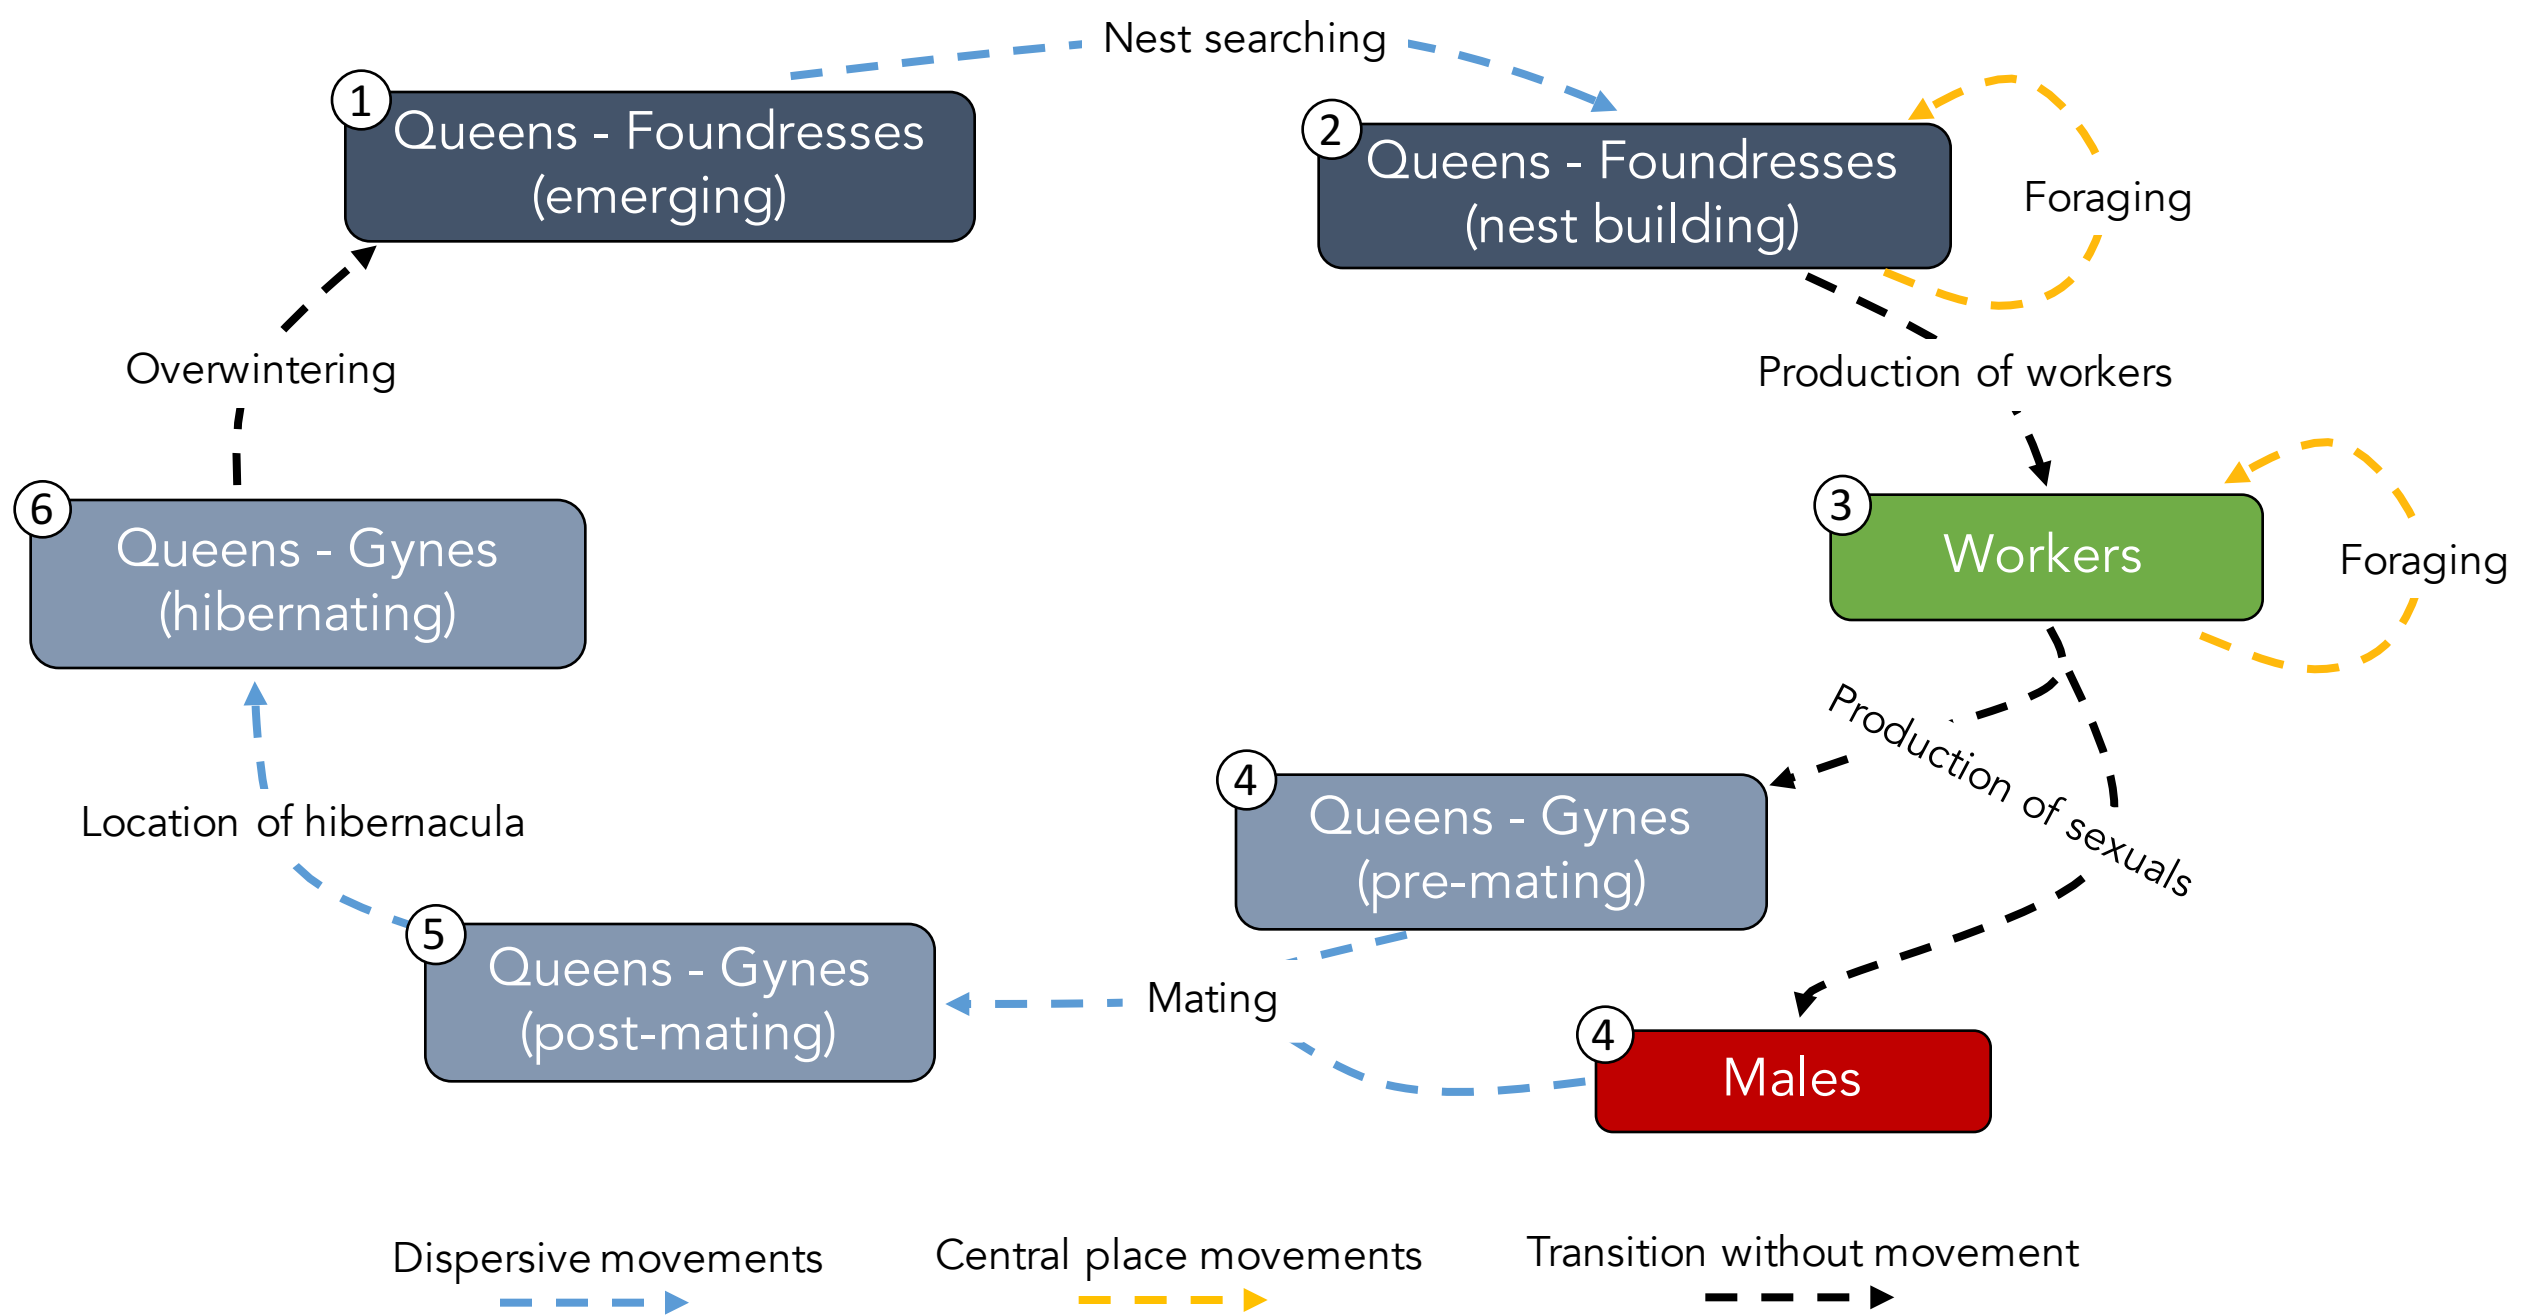 Nest searching
1
Queens - Foundresses
(emerging)
2
Queens - Foundresses
(nest building)
Foraging
Production of workers
Overwintering
3
Workers
Foraging
6
Queens - Gynes
(hibernating)
Production of sexuals
4
Queens - Gynes
(pre-mating)
Location of hibernacula
5
Queens - Gynes
(post-mating)
Mating
4
Males
Dispersive movements
Central place movements
Transition without movement